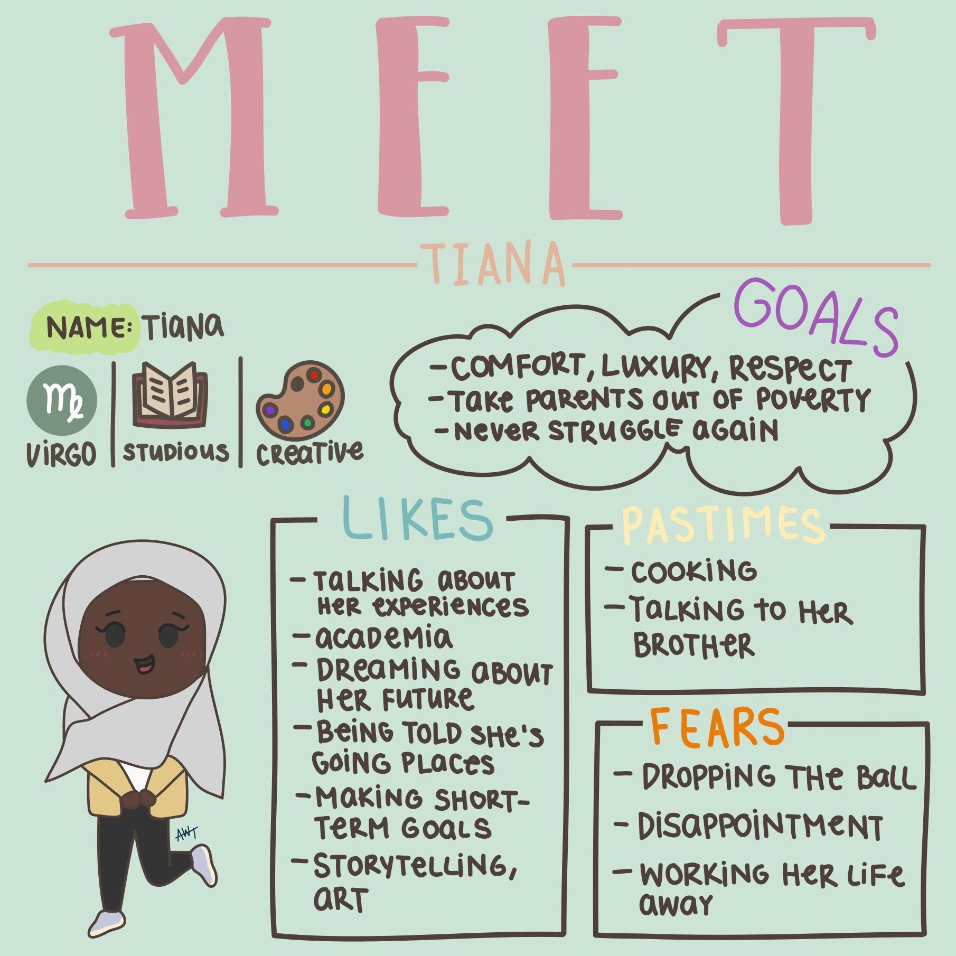 MEET
TIANA
NAME: TIANA
VIRGO
STUDIOUS
CREATIVE
GOALS
- COMFORT, LUXURY, RESPECT
- TAKE PARENTS OUT OF POVERTY
- NEVER STRUGGLE AGAIN
LIKES
- TALKING ABOUT
HER EXPERIENCES
- ACADEMIA
- DREAMING ABOUT
HER FUTURE
- BEING TOLD SHE'S
GOING PLACES
- MAKING SHORT-
TERM GOALS
- STORYTELLING,
ART
PASTIMES
- COOKING
- TALKING TO HER
BROTHER
FEARS
- DROPPING THE BALL
- DISAPPOINTMENT
- WORKING HER LIFE
AWAY
AWT